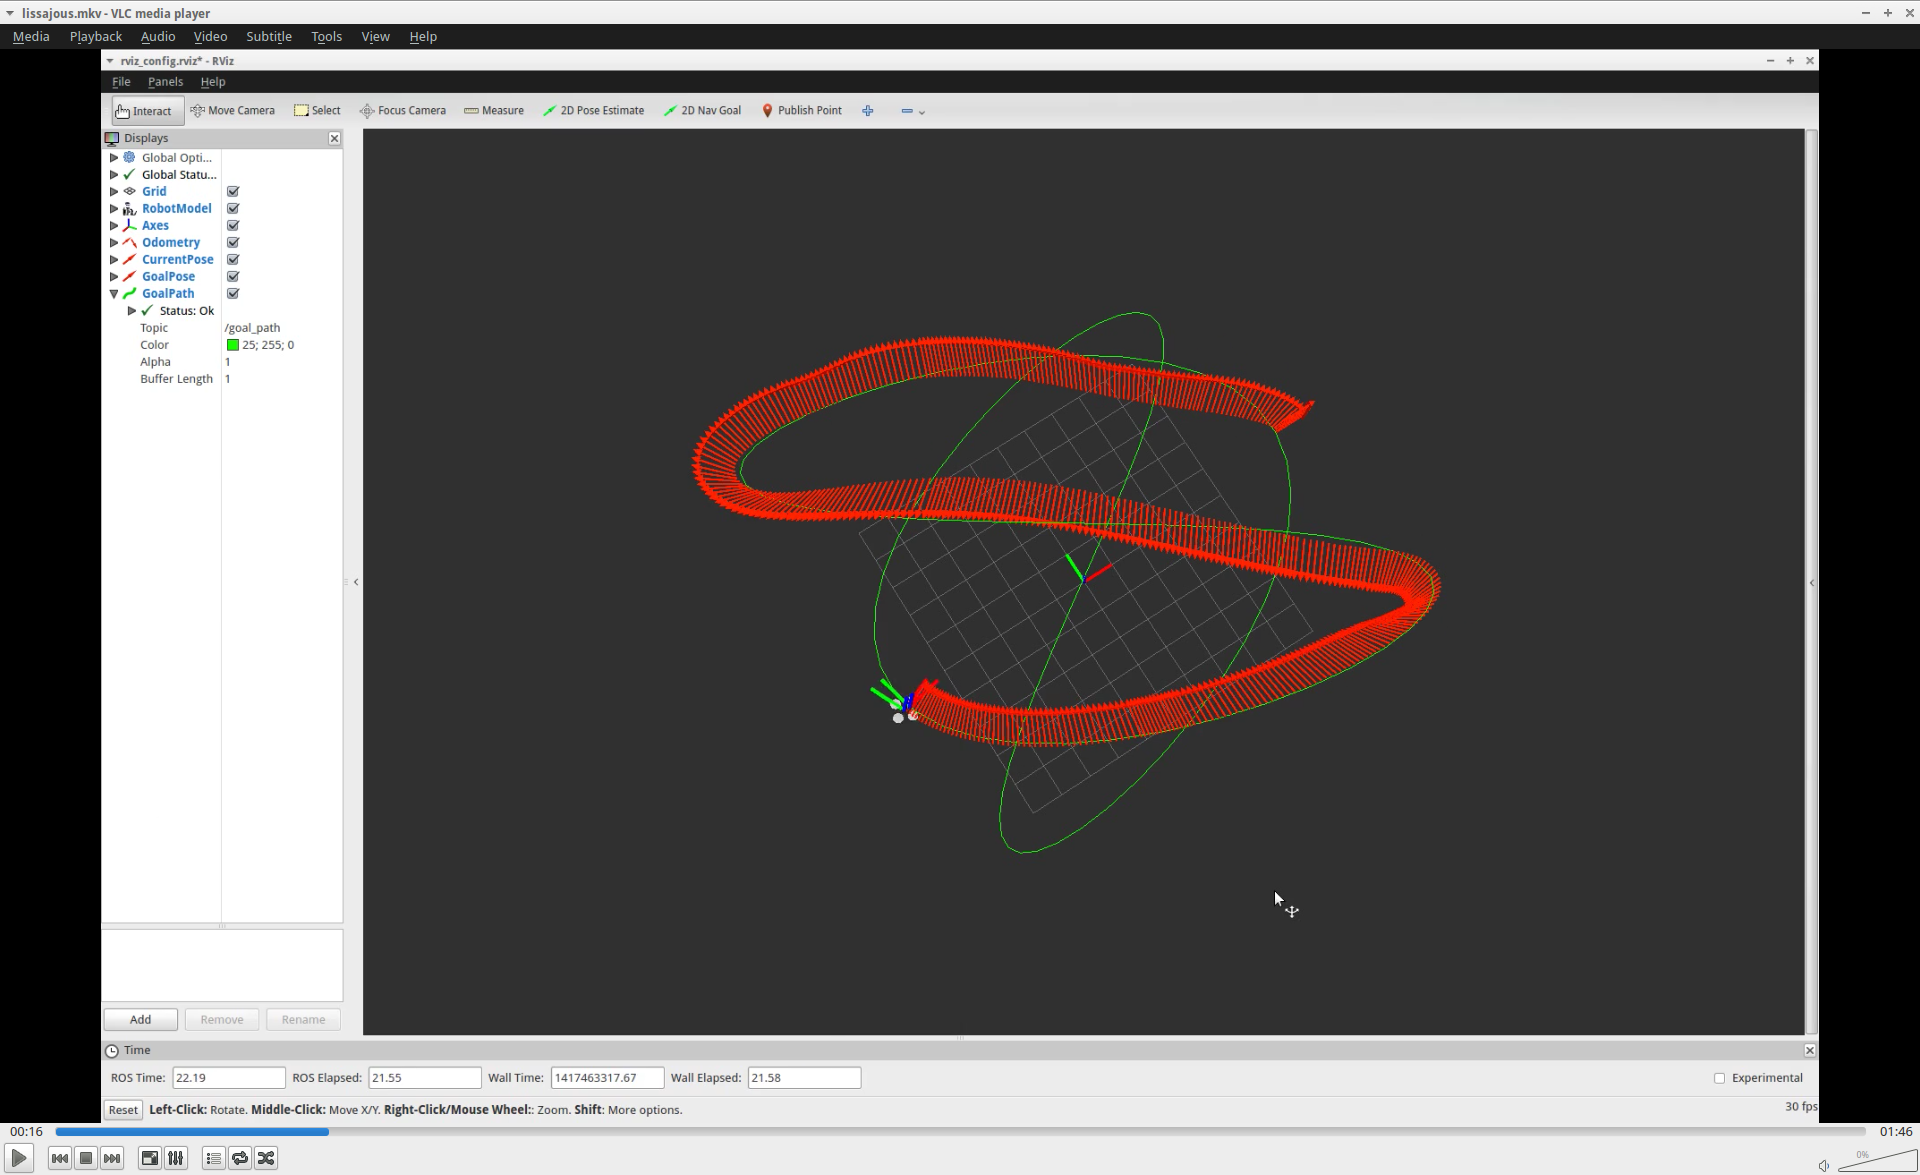 lissajous.mkv - VLC media player
Media Playback Audio Video Subtitle Tools View Help
rviz_config.rviz* - RViz
File Panels Help
Interact Move Camera Select Focus Camera Measure 2D Pose Estimate 2D Nav Goal Publish Point
Displays
Global Opti...
Global Statu...
Grid
RobotModel
Axes
Odometry
CurrentPose
GoalPose
GoalPath
Status: Ok
Topic /goal_path
Color 25; 255; 0
Alpha 1
Buffer Length 1
Add Remove Rename
Time
ROS Time: 22.19 ROS Elapsed: 21.55 Wall Time: 1417463317.67 Wall Elapsed: 21.58 Experimental
Reset Left-Click: Rotate. Middle-Click: Move X/Y. Right-Click/Mouse Wheel:: Zoom. Shift: More options. 30 fps
00:16 01:46
0%